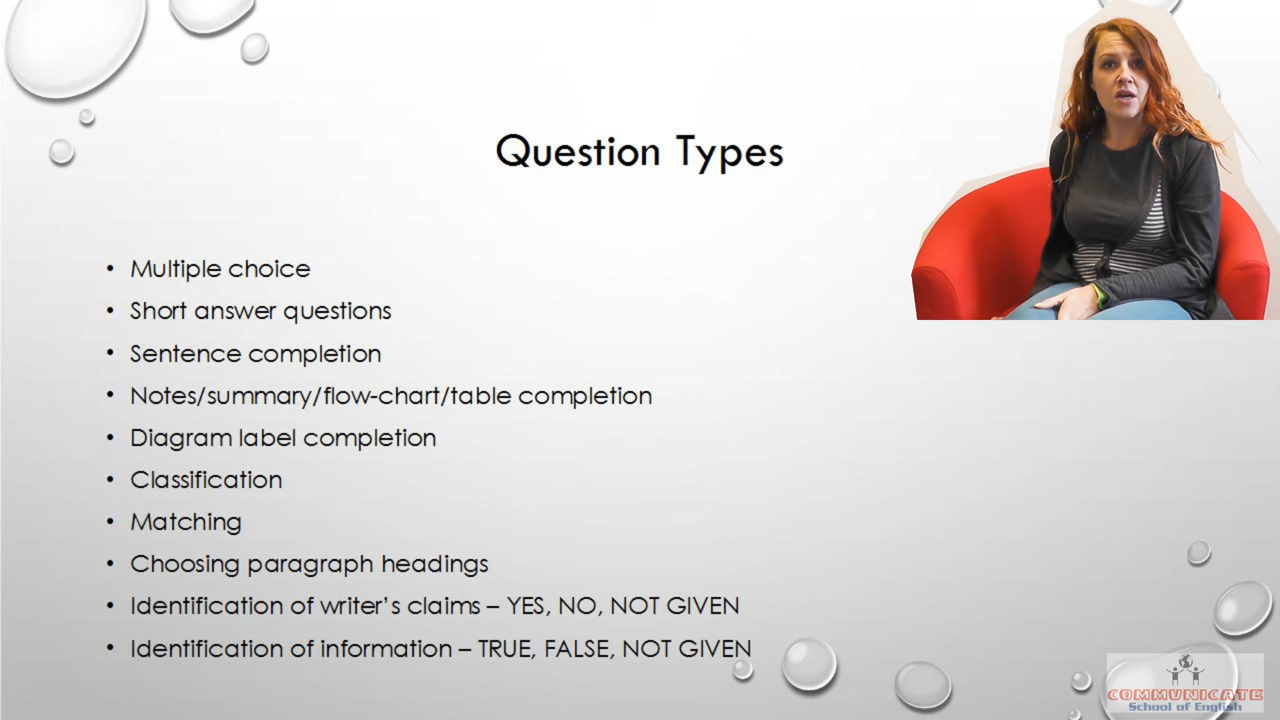 Question Types
• Multiple choice
• Short answer questions
• Sentence completion
• Notes/summary/flow-chart/table completion
• Diagram label completion
• Classification
• Matching
• Choosing paragraph headings
• Identification of writer's claims – YES, NO, NOT GIVEN
• Identification of information – TRUE, FALSE, NOT GIVEN
COMMUNICATE
School of English